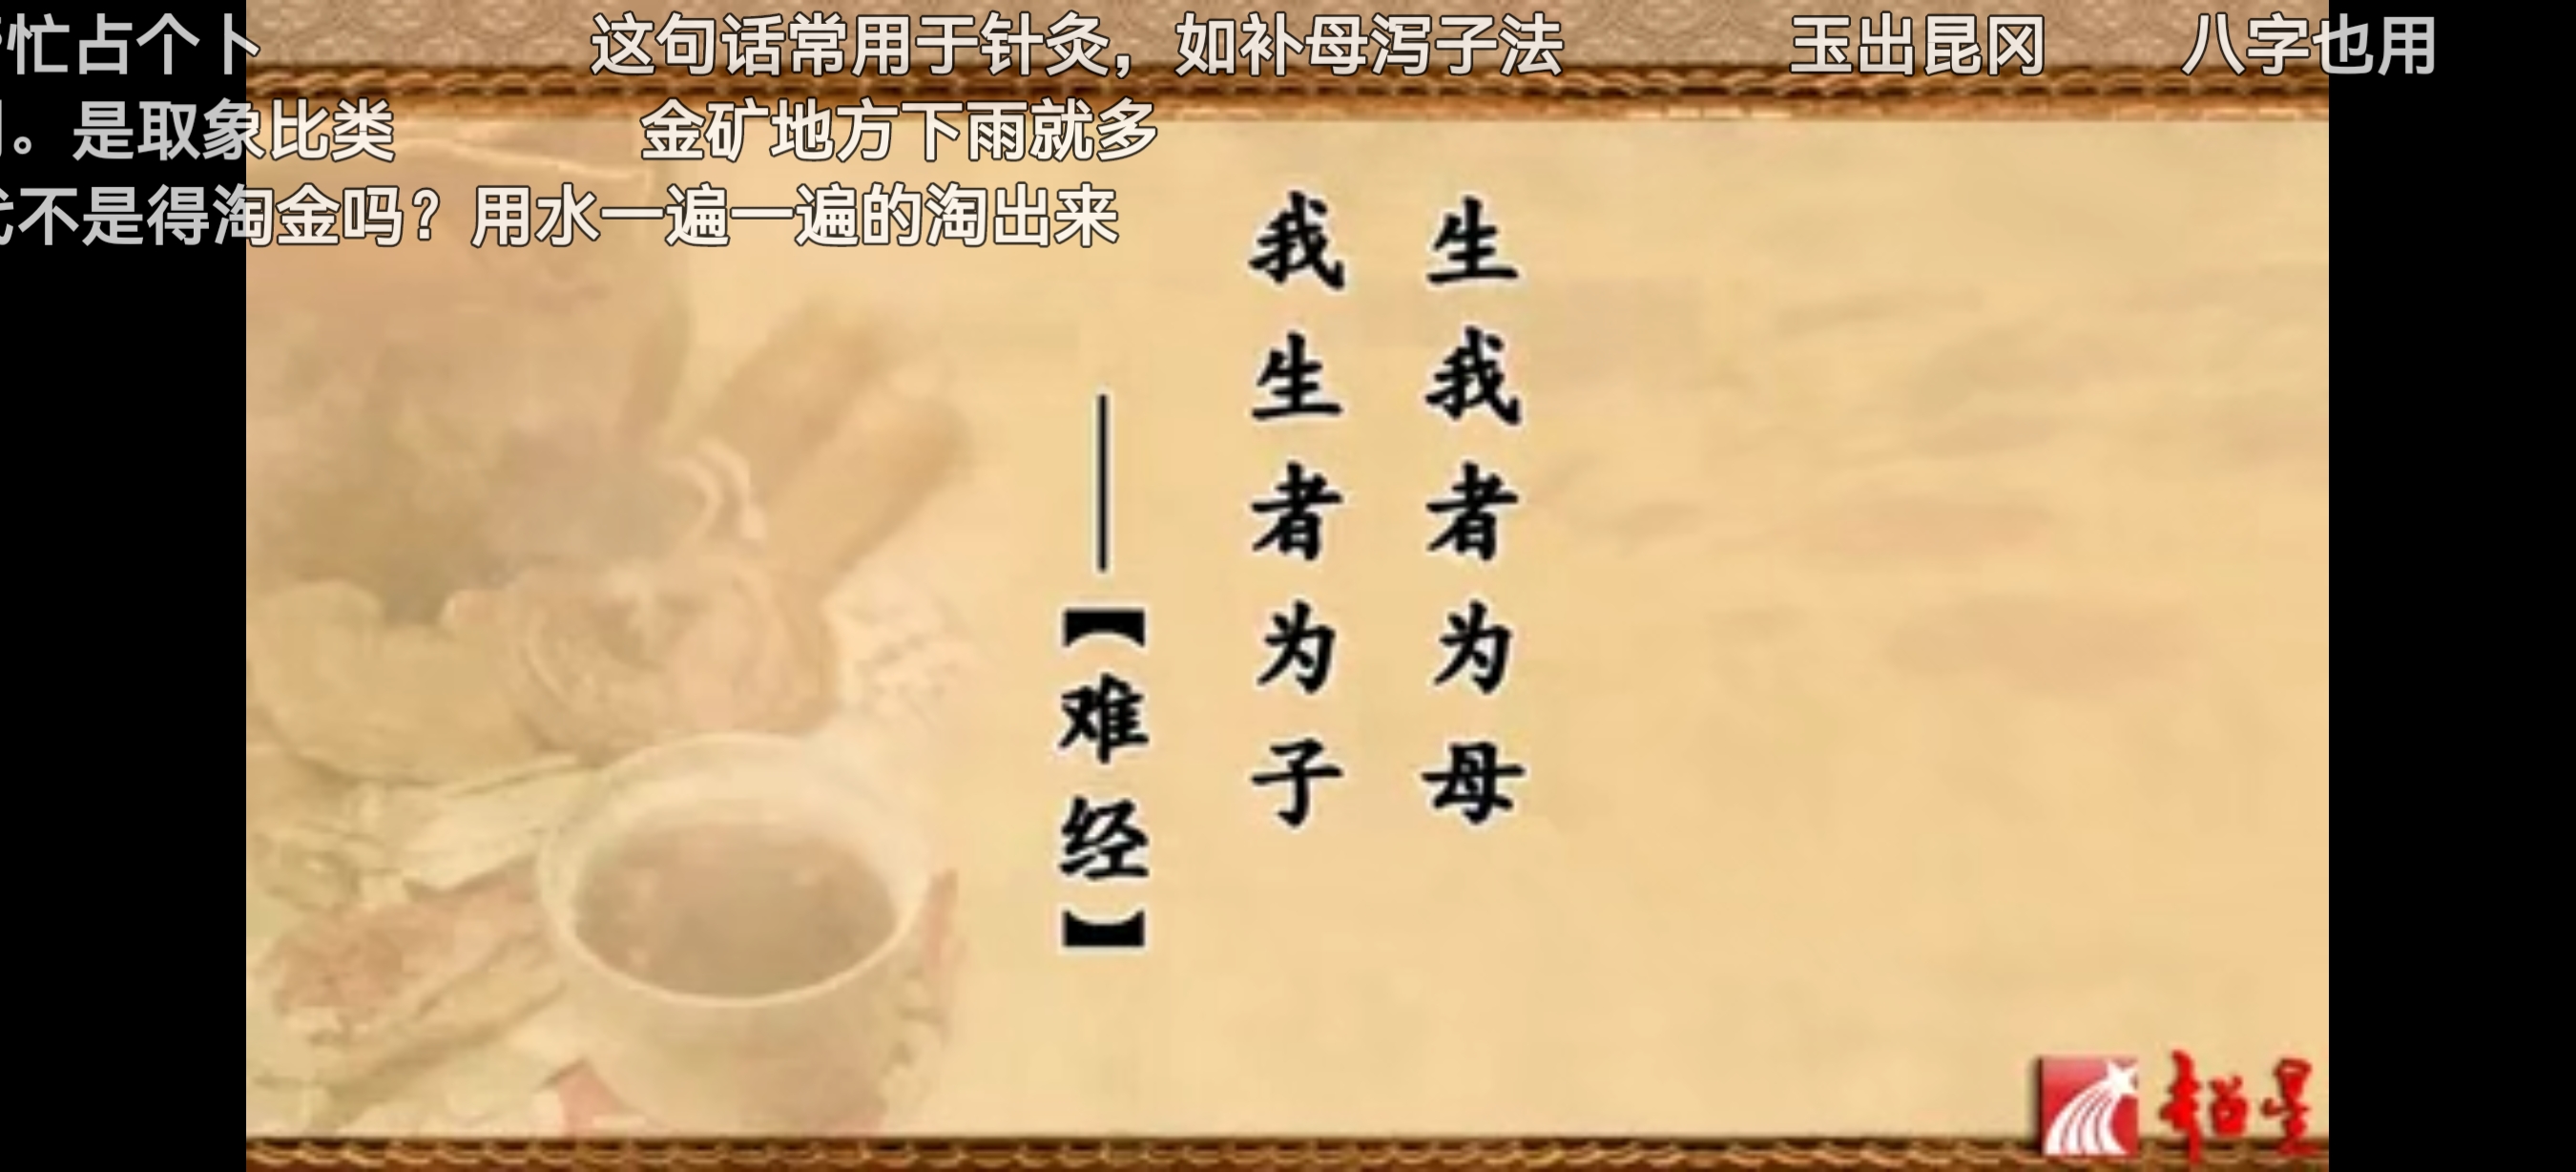 忙占个卜
这句话常用于针灸，如补母泻子法
玉出昆冈
八字也用
。是取象比类
金矿地方下雨就多
不是得淘金吗？用水一遍一遍的淘出来
生我者为母
我生者为子
——【难经】
超星